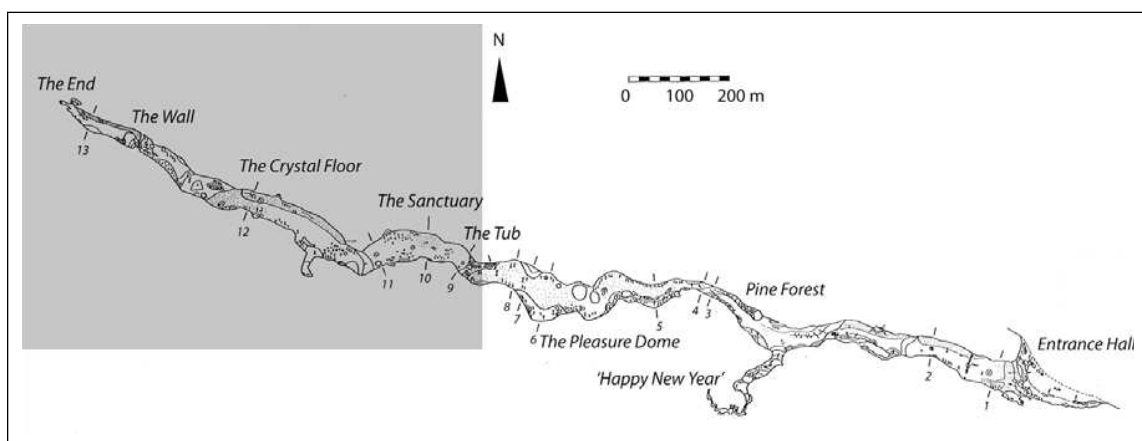 N
0 100 200 m
The End
The Wall
13
The Crystal Floor
12
The Sanctuary
11
10
The Tub
9
8
7
6
The Pleasure Dome
5
4
3
Pine Forest
'Happy New Year'
2
Entrance Hall
1